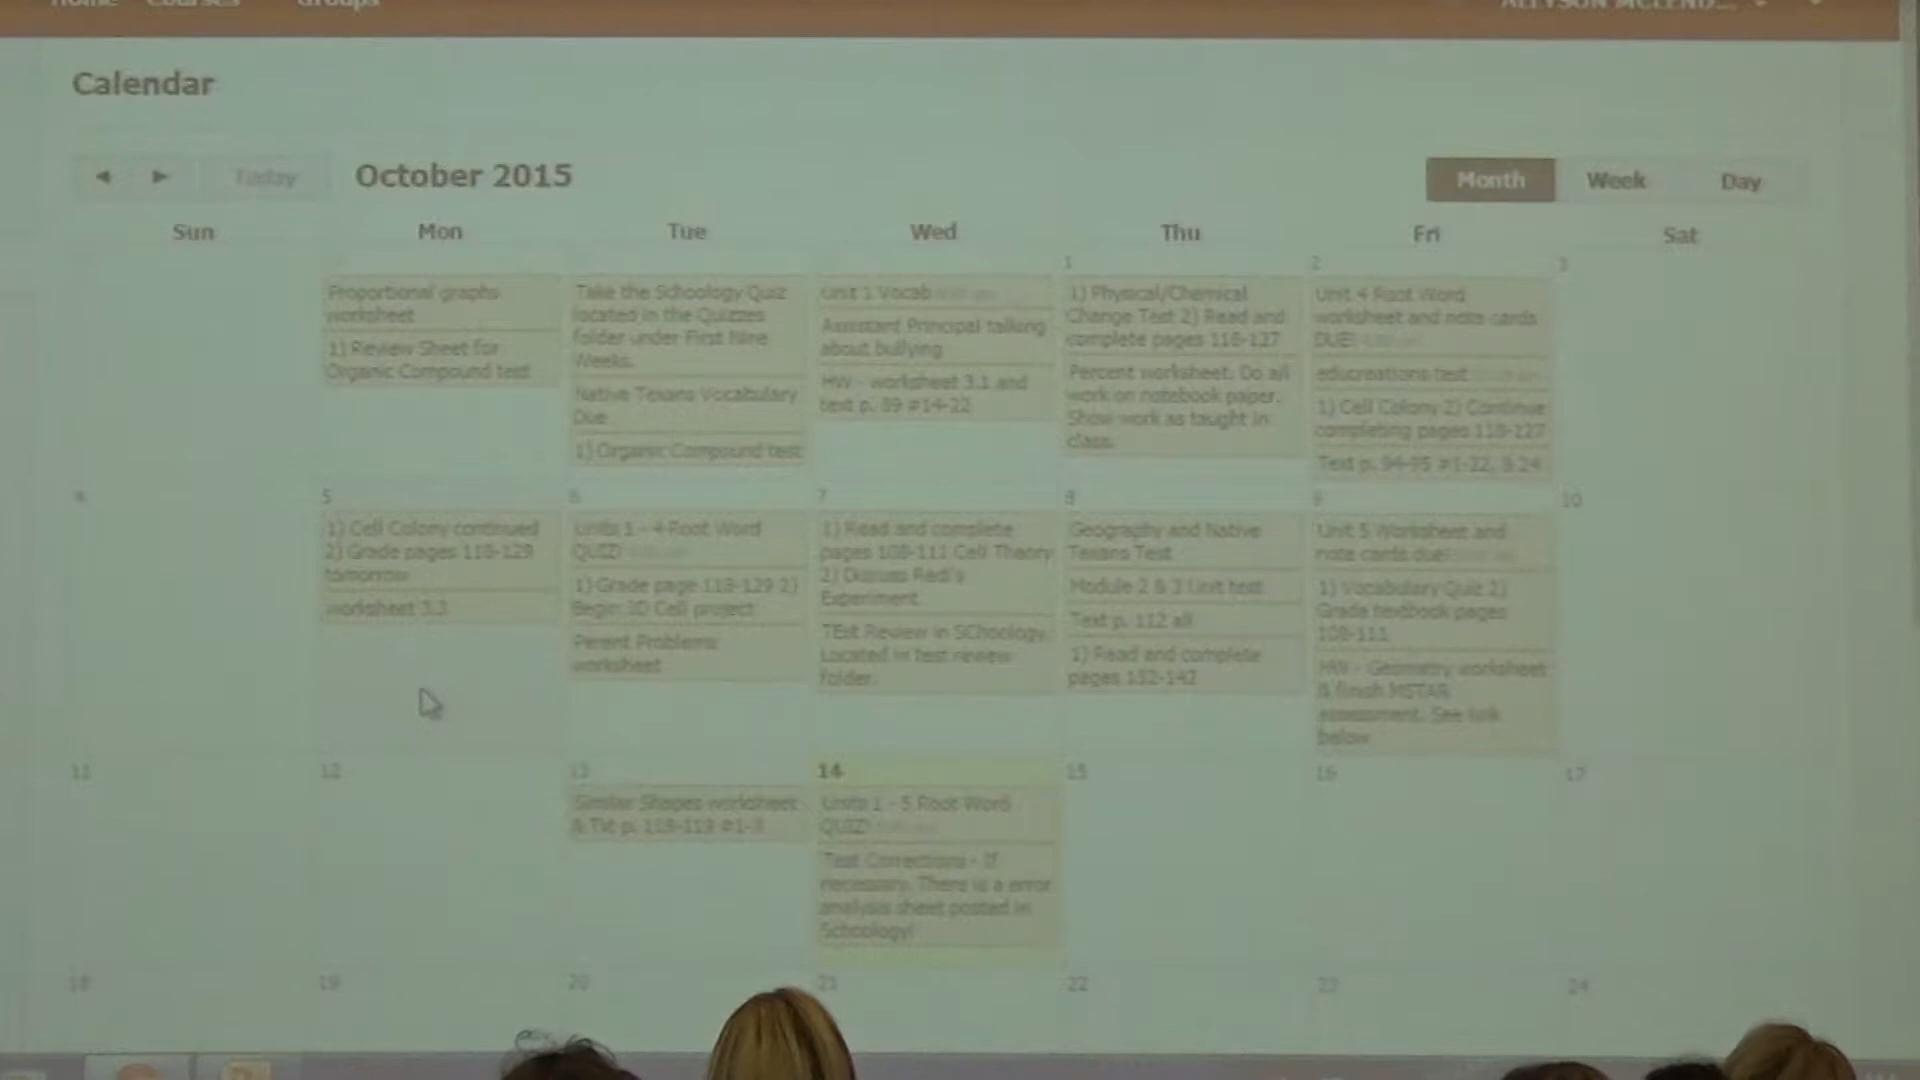 Home Courses Groups
ALLYSON MCLEND...
Calendar
Today
October 2015
Month Week Day
Sun Mon Tue Wed Thu Fri Sat
1
2
3
Proportional graphs
worksheet
1) Review Sheet for
Organic Compound test
Take the Schoology Quiz
located in the Quizzes
folder under First Nine
Weeks.
Native Texans Vocabulary
Due
1) Organic Compound test
Unit 1 Vocab
Assistant Principal talking
about bullying
HW - worksheet 3.1 and
text p. 89 #14-22
1) Physical/Chemical
Change Test 2) Read and
complete pages 118-127
Percent worksheet. Do all
work on notebook paper.
Show work as taught in
class.
Unit 4 Root Word
worksheet and note cards
DUE!
educreations test
1) Cell Colony 2) Continue
completing pages 118-127
Text p. 94-95 #1-22, & 24
4
5
6
7
8
9
10
1) Cell Colony continued
2) Grade pages 118-129
tomorrow
worksheet 3.3
Units 1 - 4 Root Word
QUIZ!
1) Grade page 118-129 2)
Begin 3D Cell project
Percent Problems
worksheet
1) Read and complete
pages 108-111 Cell Theory
2) Discuss Redi's
Experiment
TEst Review in SChoology.
Located in test review
folder.
Geography and Native
Texans Test
Module 2 & 3 Unit test
Text p. 112 all
1) Read and complete
pages 132-142
Unit 5 Worksheet and
note cards due!
1) Vocabulary Quiz 2)
Grade textbook pages
108-111
HW - Geometry worksheet
& finish MSTAR
assessment. See link
below
11
12
13
14
15
16
17
Similar Shapes worksheet
& Txt p. 118-119 #1-
Units 1 - 5 Root Word
QUIZ!
Test Corrections - If
necessary. There is a error
analysis sheet posted in
Schoology!
18
19
20
21
22
23
24